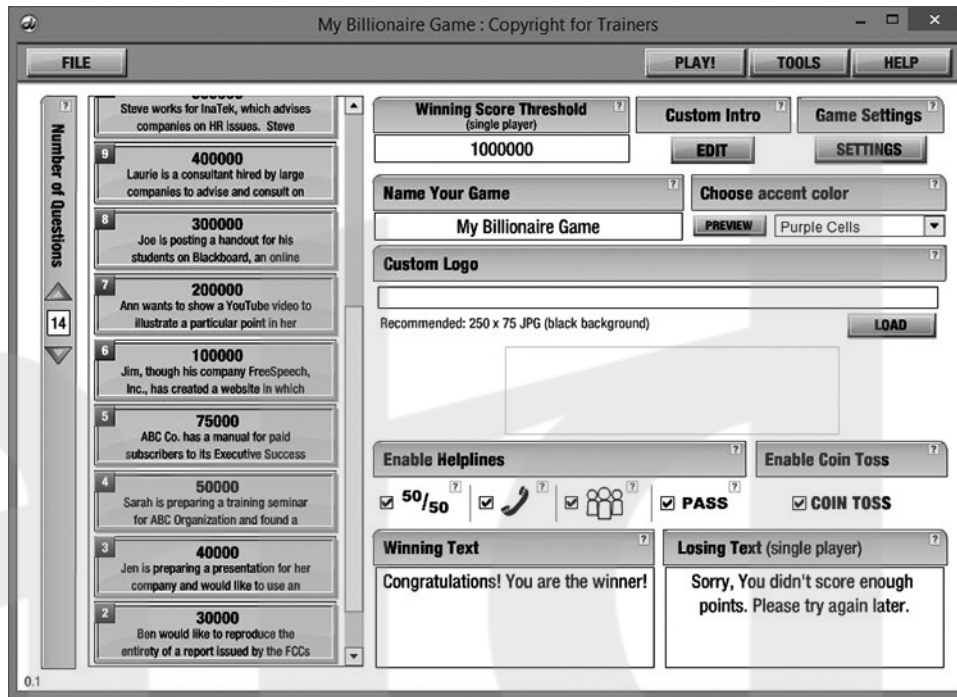 My Billionaire Game : Copyright for Trainers
FILE
PLAY!
TOOLS
HELP
Number of Questions
14
Steve works for InaTek, which advises
companies on HR issues. Steve
9
400000
Laurie is a consultant hired by large
companies to advise and consult on
8
300000
Joe is posting a handout for his
students on Blackboard, an online
7
200000
Ann wants to show a YouTube video to
illustrate a particular point in her
6
100000
Jim, though his company FreeSpeech,
Inc., has created a website in which
5
75000
ABC Co. has a manual for paid
subscribers to its Executive Success
4
50000
Sarah is preparing a training seminar
for ABC Organization and found a
3
40000
Jen is preparing a presentation for her
company and would like to use an
2
30000
Ben would like to reproduce the
entirety of a report issued by the FCCs
Winning Score Threshold
(single player)
1000000
Custom Intro
EDIT
Game Settings
SETTINGS
Name Your Game
My Billionaire Game
Choose accent color
PREVIEW
Purple Cells
Custom Logo
Recommended: 250 x 75 JPG (black background)
LOAD
Enable Helplines
50/50
PASS
Enable Coin Toss
COIN TOSS
Winning Text
Congratulations! You are the winner!
Losing Text (single player)
Sorry, You didn't score enough
points. Please try again later.
0.1